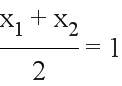 x₁ + x₂
2
= 1